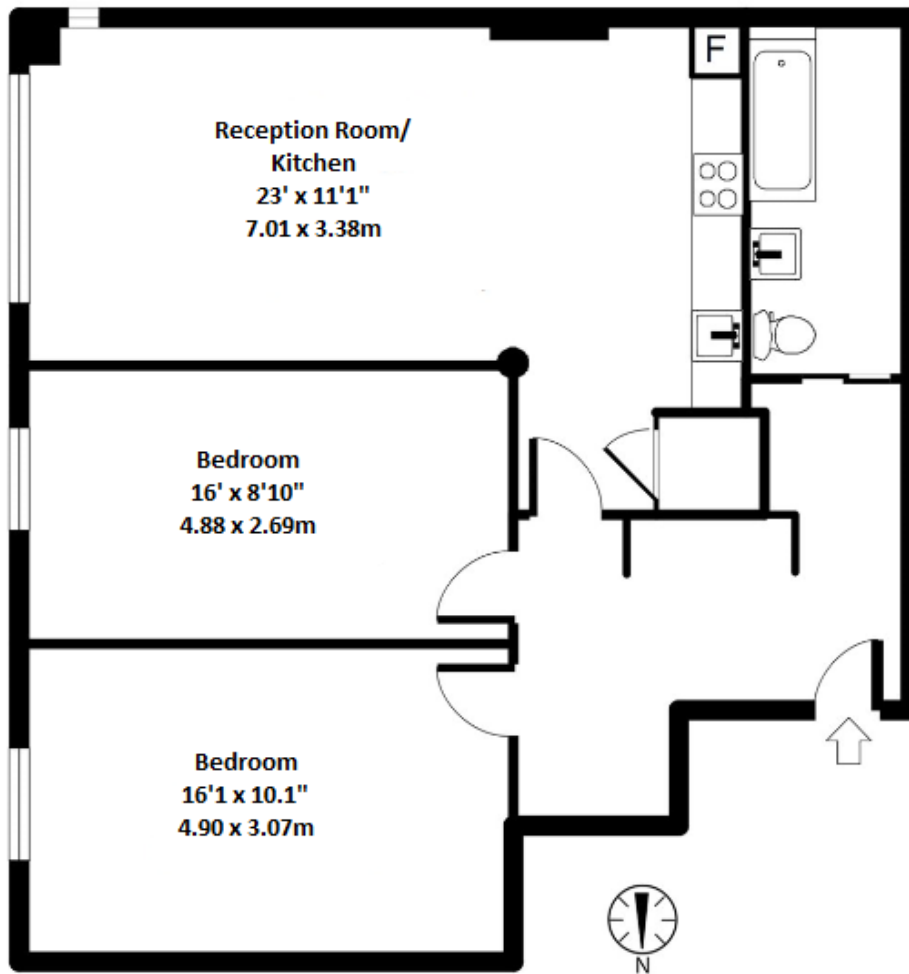 Reception Room/
Kitchen
23' x 11'1"
7.01 x 3.38m
F
Bedroom
16' x 8'10"
4.88 x 2.69m
Bedroom
16'1 x 10.1"
4.90 x 3.07m
N